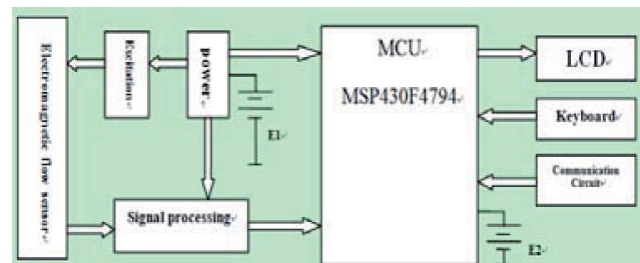 Electromagnetic flow sensor
Excitation
power
MCU
MSP430F4794
LCD
Keyboard
Communication
Circuit
E1
Signal processing
E2